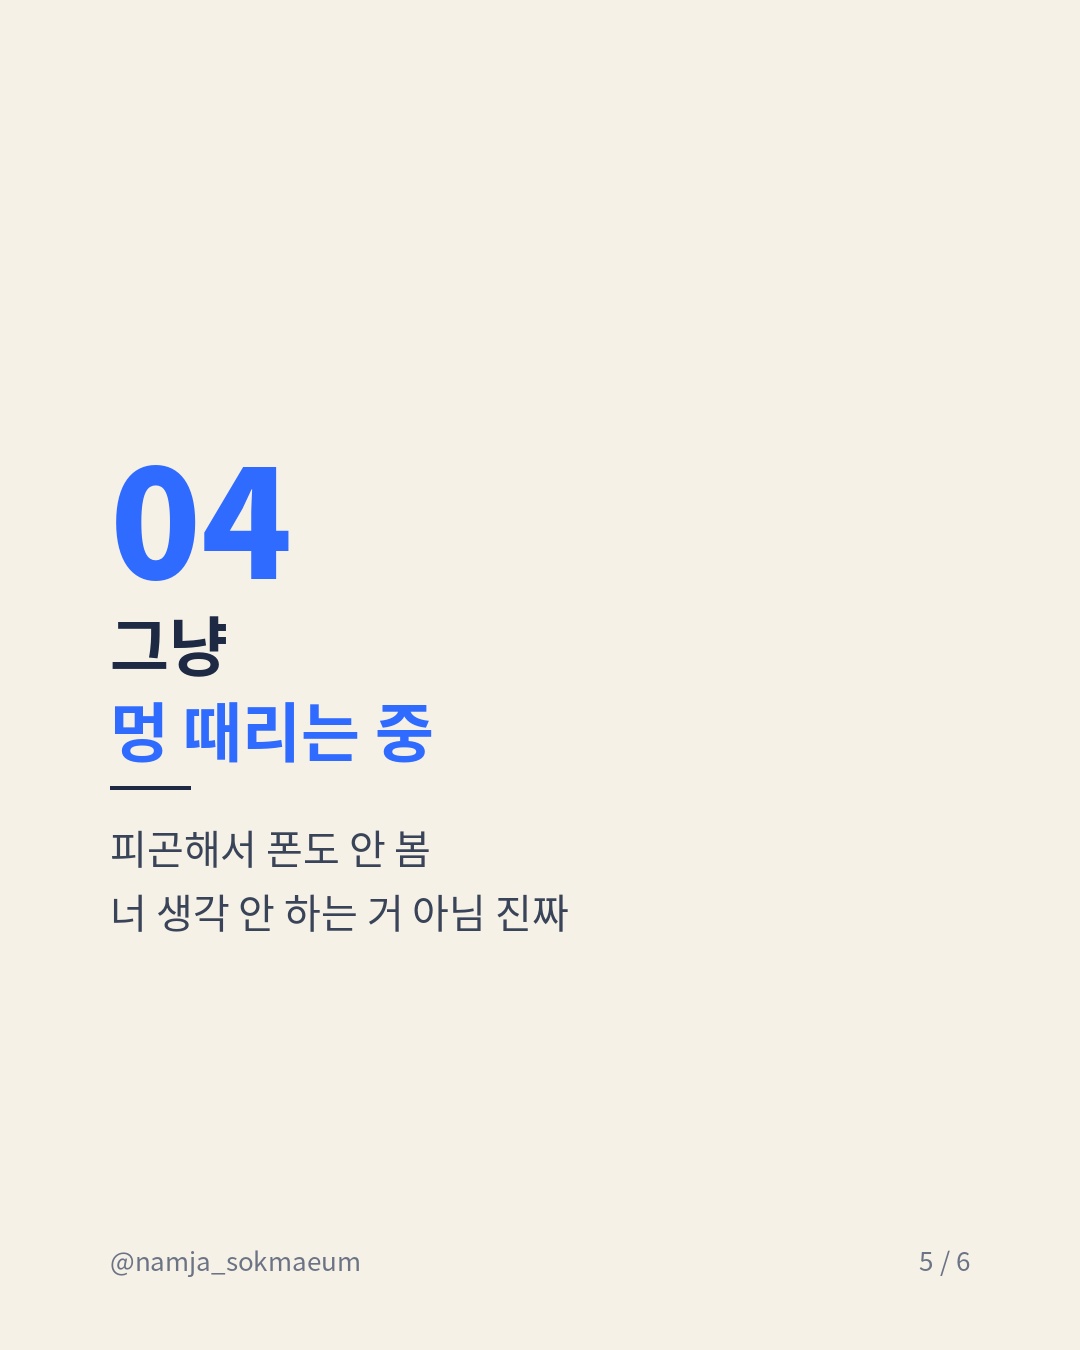 04
그냥
멍 때리는 중
피곤해서 폰도 안 봄
너 생각 안 하는 거 아님 진짜
@namja_sokmaeum
5 / 6